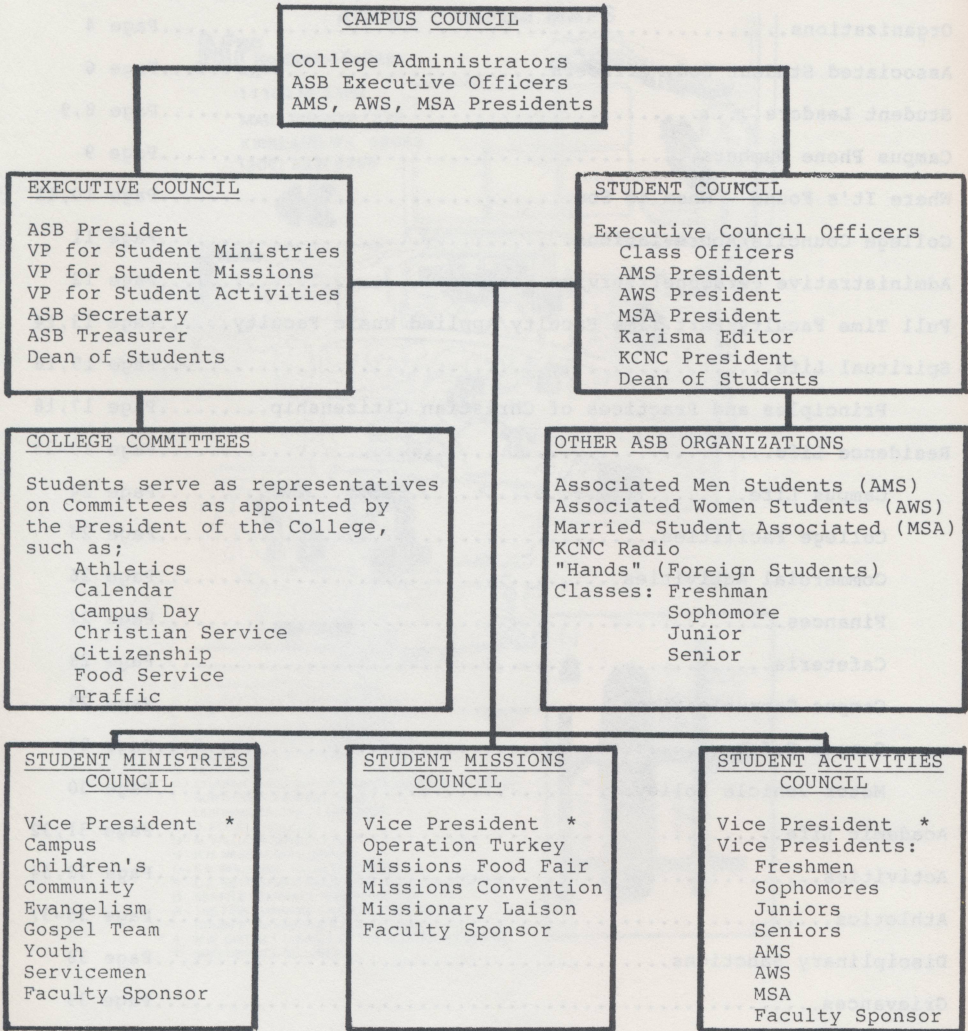 CAMPUS COUNCIL
College Administrators
ASB Executive Officers
AMS, AWS, MSA Presidents
EXECUTIVE COUNCIL
ASB President
VP for Student Ministries
VP for Student Missions
VP for Student Activities
ASB Secretary
ASB Treasurer
Dean of Students
STUDENT COUNCIL
Executive Council Officers
Class Officers
AMS President
AWS President
MSA President
Karisma Editor
KCNC President
Dean of Students
COLLEGE COMMITTEES
Students serve as representatives
on Committees as appointed by
the President of the College,
such as;
Athletics
Calendar
Campus Day
Christian Service
Citizenship
Food Service
Traffic
OTHER ASB ORGANIZATIONS
Associated Men Students (AMS)
Associated Women Students (AWS)
Married Student Associated (MSA)
KCNC Radio
"Hands" (Foreign Students)
Classes: Freshman
Sophomore
Junior
Senior
STUDENT MINISTRIES
COUNCIL
Vice President *
Campus
Children's
Community
Evangelism
Gospel Team
Youth
Servicemen
Faculty Sponsor
STUDENT MISSIONS
COUNCIL
Vice President *
Operation Turkey
Missions Food Fair
Missions Convention
Missionary Laison
Faculty Sponsor
STUDENT ACTIVITIES
COUNCIL
Vice President *
Vice Presidents:
Freshmen
Sophomores
Juniors
Seniors
AMS
AWS
MSA
Faculty Sponsor